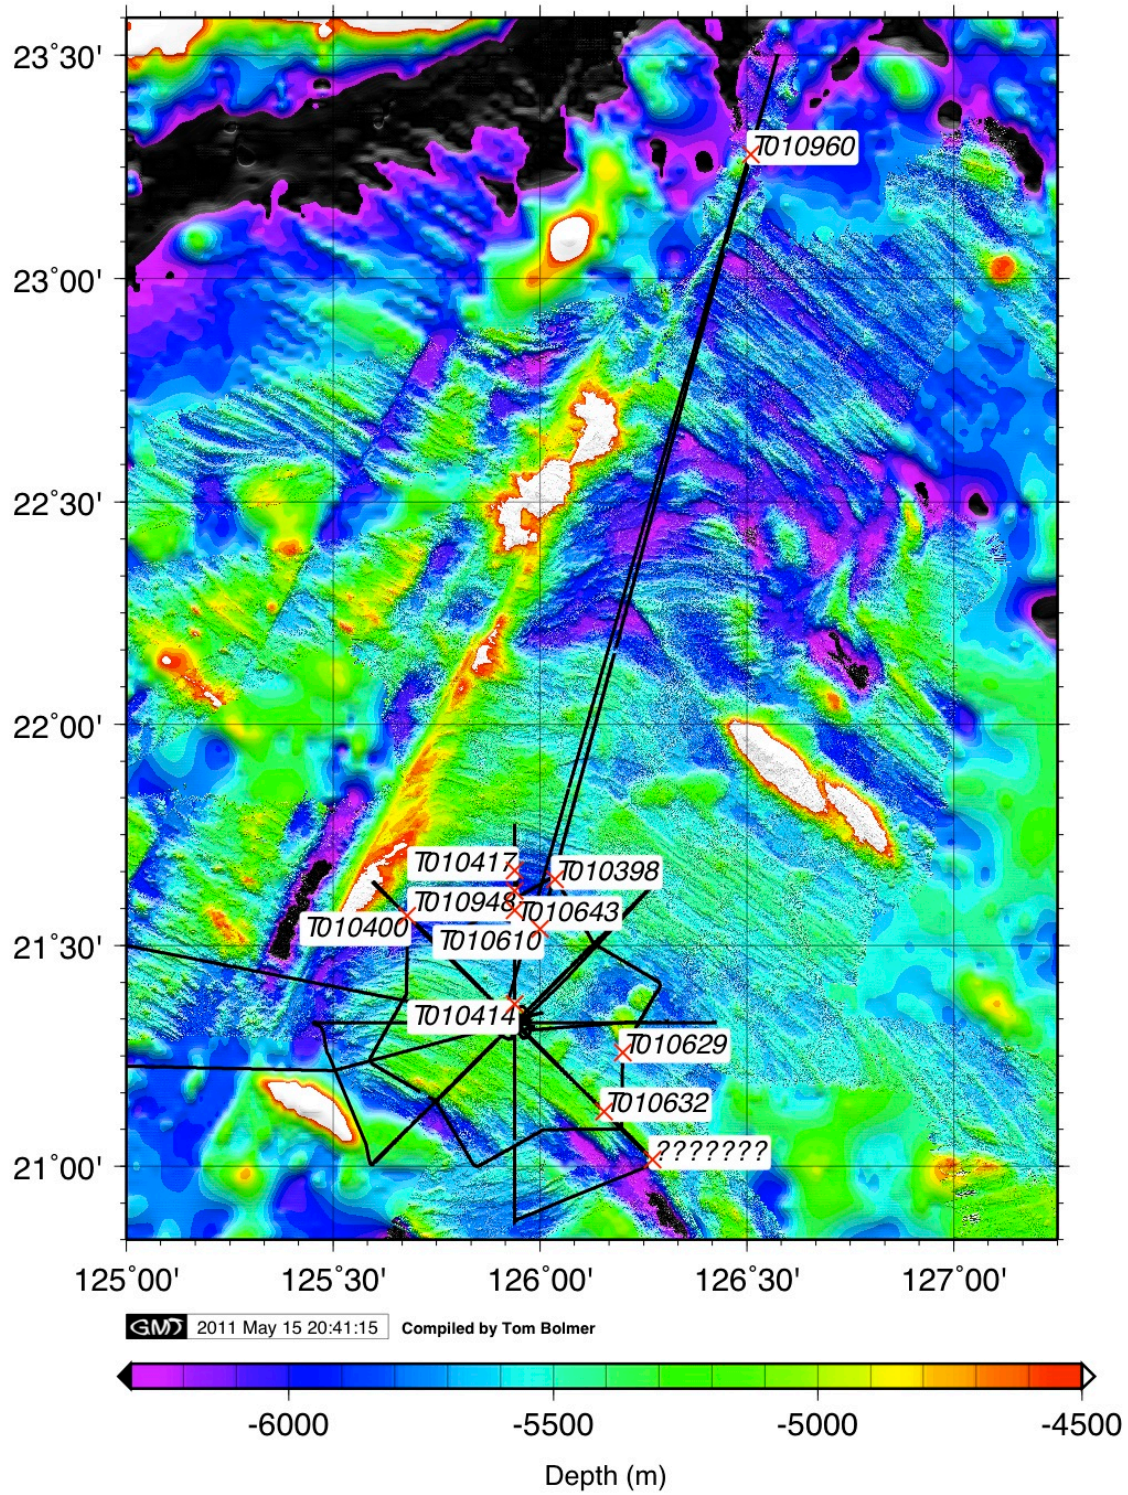 23˚30'
T010960
23˚00'
22˚30'
22˚00'
T010417
T010398
T010948
T010643
T010400
T010610
21˚30'
T010414
T010629
T010632
???????
21˚00'
125˚00'
125˚30'
126˚00'
126˚30'
127˚00'
GMT 2011 May 15 20:41:15 Compiled by Tom Bolmer
-6000
-5500
-5000
-4500
Depth (m)